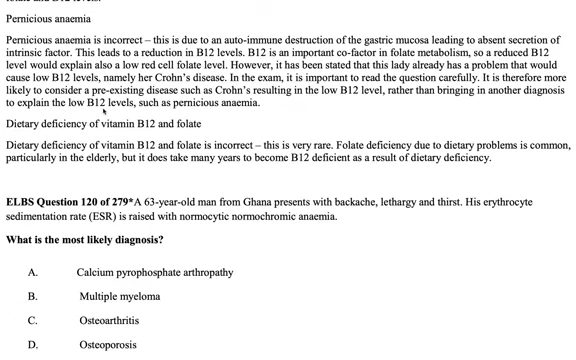 Pernicious anaemia
Pernicious anaemia is incorrect – this is due to an auto-immune destruction of the gastric mucosa leading to absent secretion of
intrinsic factor. This leads to a reduction in B12 levels. B12 is an important co-factor in folate metabolism, so a reduced B12
level would explain also a low red cell folate level. However, it has been stated that this lady already has a problem that would
cause low B12 levels, namely her Crohn’s disease. In the exam, it is important to read the question carefully. It is therefore more
likely to consider a pre-existing disease such as Crohn’s resulting in the low B12 level, rather than bringing in another diagnosis
to explain the low B12 levels, such as pernicious anaemia.
Dietary deficiency of vitamin B12 and folate
Dietary deficiency of vitamin B12 and folate is incorrect – this is very rare. Folate deficiency due to dietary problems is common,
particularly in the elderly, but it does take many years to become B12 deficient as a result of dietary deficiency.
ELBS Question 120 of 279*A 63-year-old man from Ghana presents with backache, lethargy and thirst. His erythrocyte
sedimentation rate (ESR) is raised with normocytic normochromic anaemia.
What is the most likely diagnosis?
A. Calcium pyrophosphate arthropathy
B. Multiple myeloma
C. Osteoarthritis
D. Osteoporosis